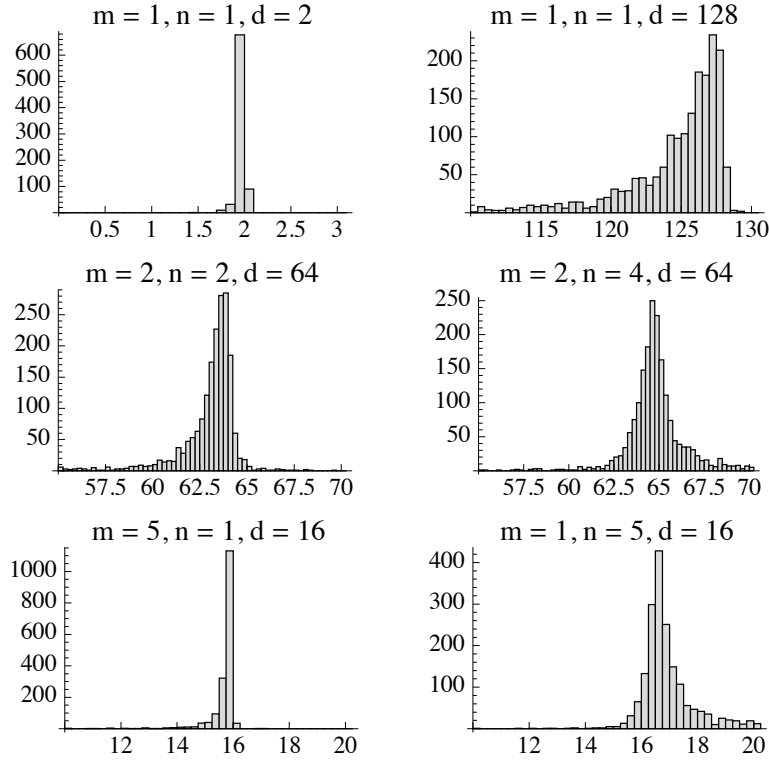 m = 1, n = 1, d = 2
600
500
400
300
200
100
0.5 1 1.5 2 2.5 3
m = 1, n = 1, d = 128
200
150
100
50
115 120 125 130
m = 2, n = 2, d = 64
250
200
150
100
50
57.5 60 62.5 65 67.5 70
m = 2, n = 4, d = 64
250
200
150
100
50
57.5 60 62.5 65 67.5 70
m = 5, n = 1, d = 16
1000
800
600
400
200
12 14 16 18 20
m = 1, n = 5, d = 16
400
300
200
100
12 14 16 18 20